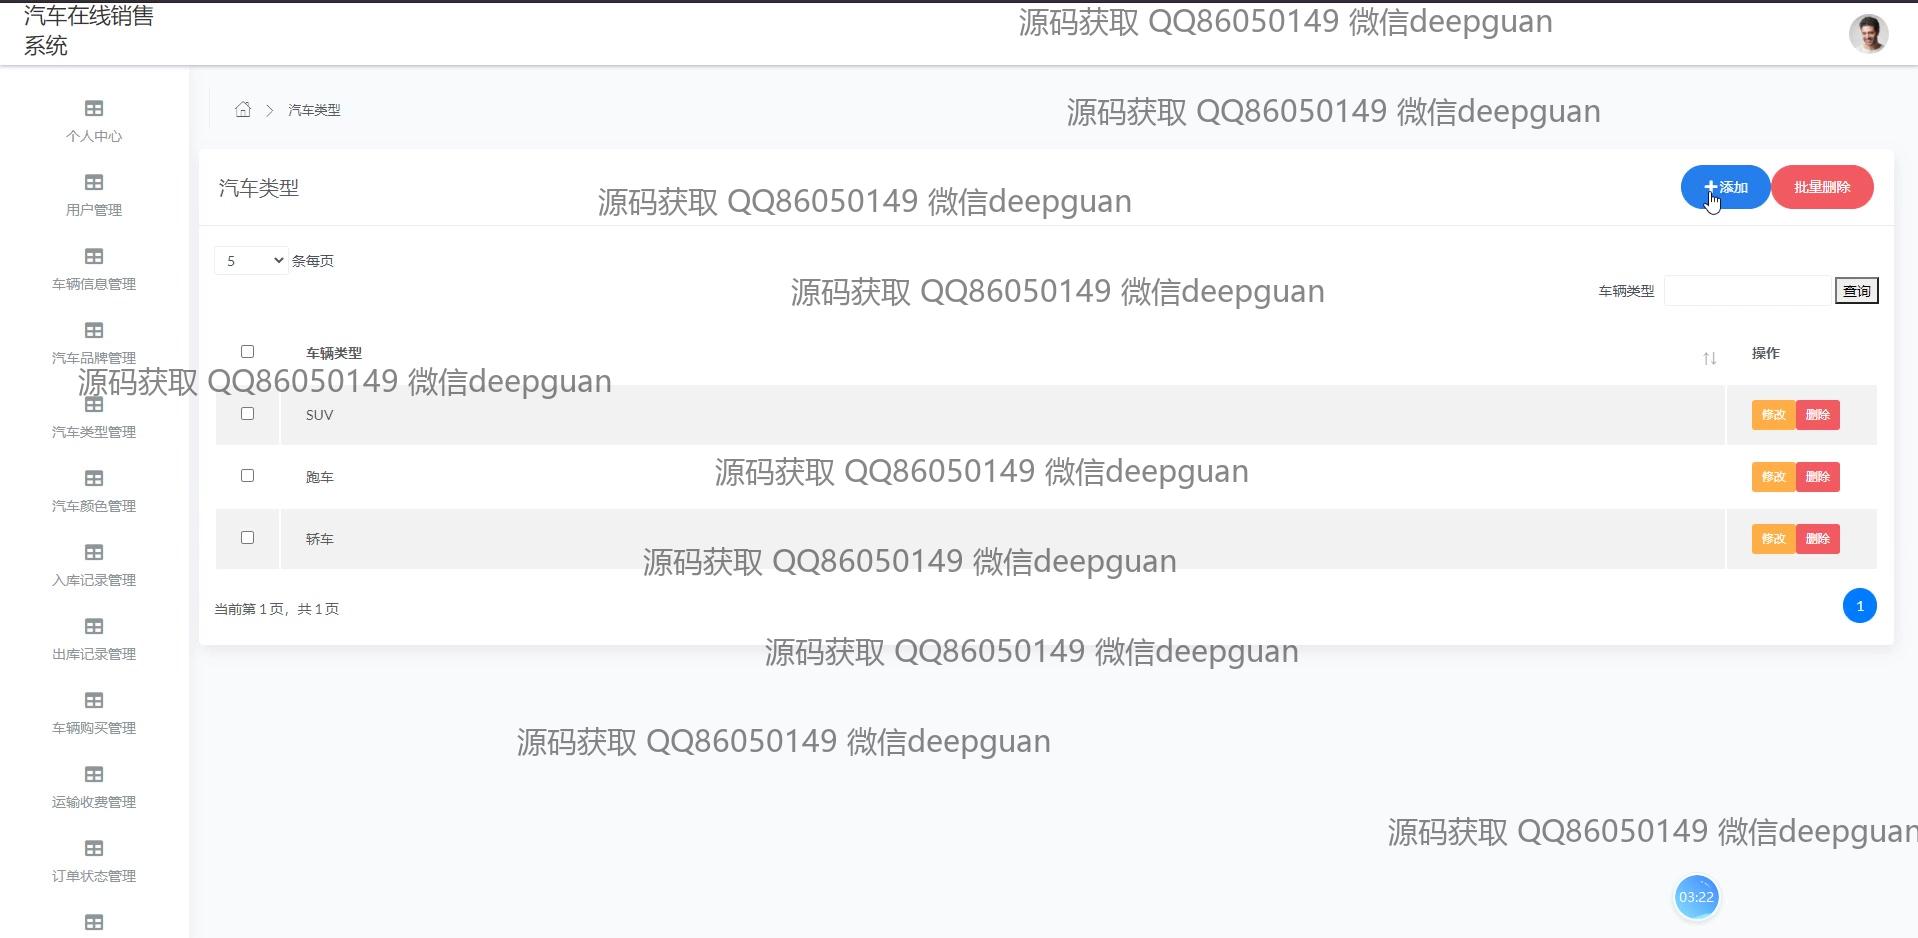 汽车在线销售
系统
源码获取 QQ86050149 微信deepguan
个人中心
用户管理
车辆信息管理
汽车品牌管理
汽车类型管理
汽车颜色管理
入库记录管理
出库记录管理
车辆购买管理
运输收费管理
订单状态管理
汽车类型
源码获取 QQ86050149 微信deepguan
汽车类型
源码获取 QQ86050149 微信deepguan
添加
批量删除
5
条每页
源码获取 QQ86050149 微信deepguan
车辆类型
查询
车辆类型
操作
源码获取 QQ86050149 微信deepguan
SUV
修改
删除
跑车
源码获取 QQ86050149 微信deepguan
修改
删除
轿车
修改
删除
源码获取 QQ86050149 微信deepguan
当前第 1 页，共 1 页
1
源码获取 QQ86050149 微信deepguan
源码获取 QQ86050149 微信deepguan
源码获取 QQ86050149 微信deepguan
03:22